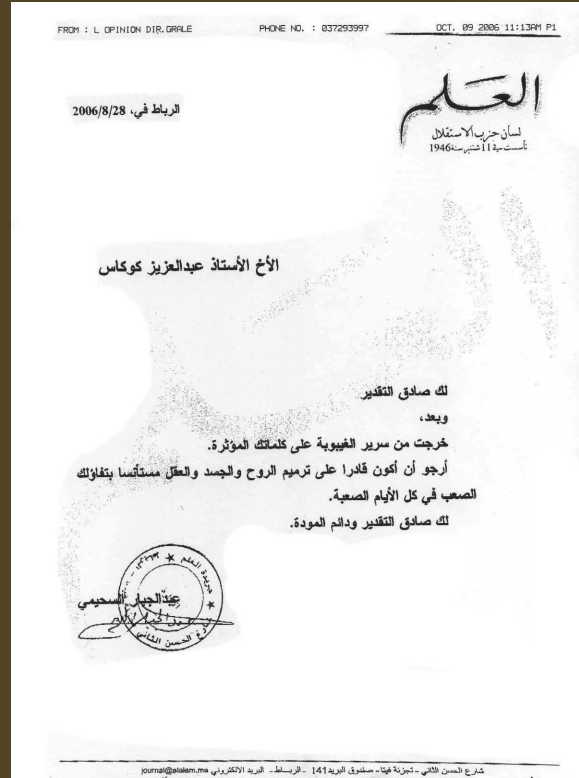 FROM : L OPINION DIR.GRALE PHONE NO. : 037293997 OCT. 09 2006 11:13AM P1
العلم
لسان حزب الاستقلال
تأسست في 11 شتنبر سنة 1946
الرباط في، 2006/8/28
الأخ الأستاذ عبدالعزيز كوكاس
لك صادق التقدير
وبعد،
خرجت من سرير الغيبوبة على كلماتك المؤثرة.
أرجو أن أكون قادرا على ترميم الروح والجسد والعقل مستأنسا بتفاؤلك
الصعب في كل الأيام الصعبة.
لك صادق التقدير ودائم المودة.
جريدة العلم
عبدالجبار السحيمي
شارع الحسن الثاني
شارع الحسن الثاني - تجزئة فيتا - صندوق البريد 141 - الربـاط - البريد الالكتروني journal@alalem.ma